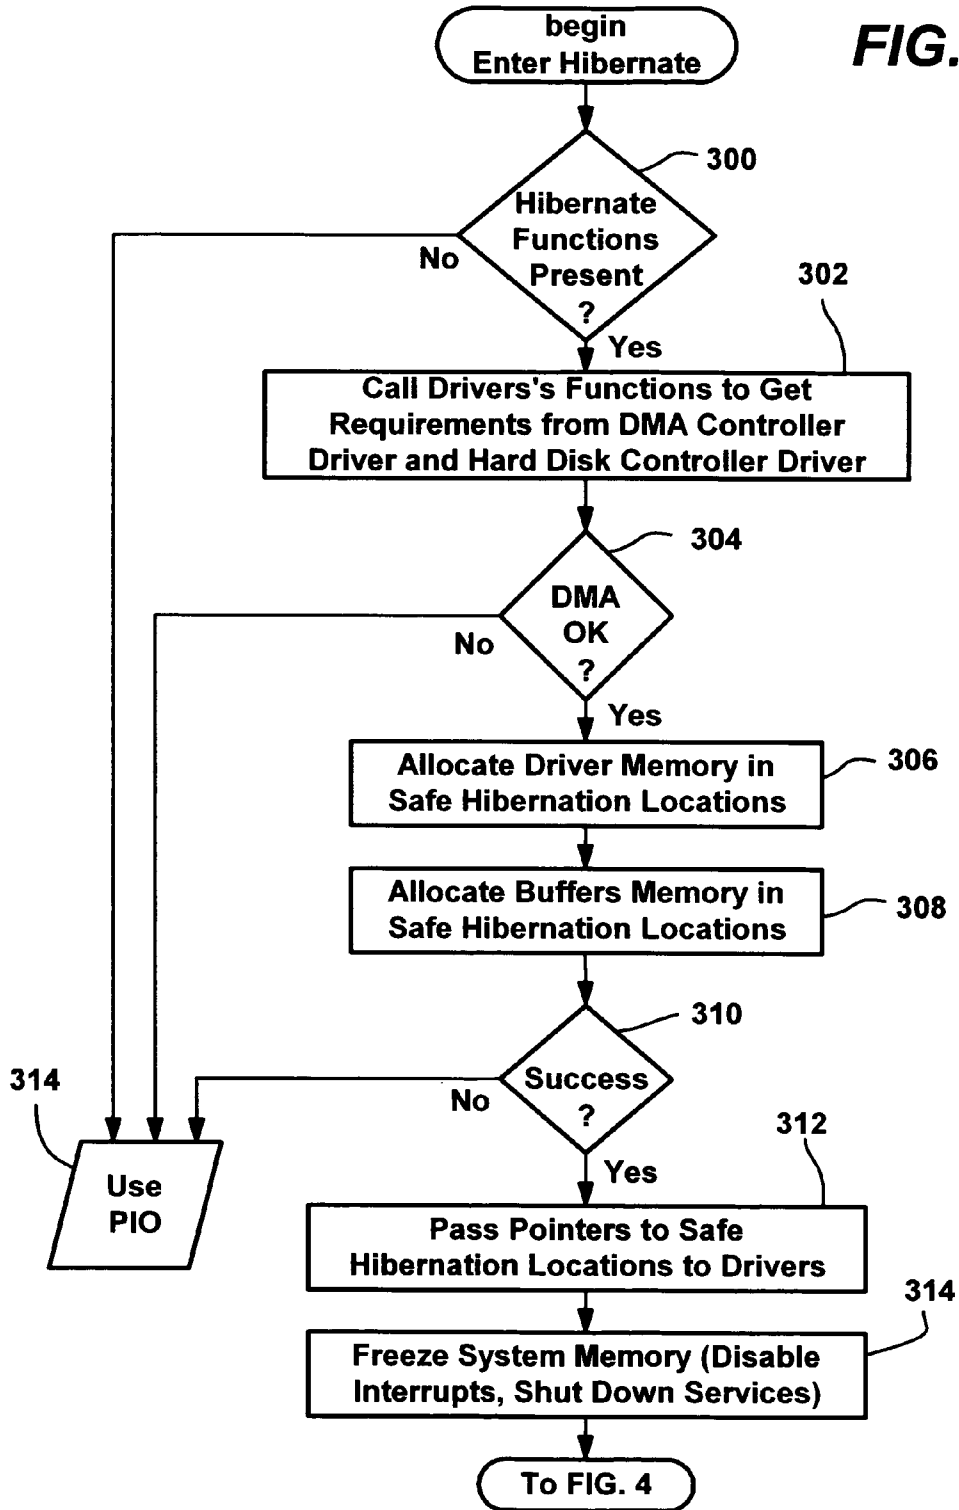 begin
Enter Hibernate
FIG.
300
Hibernate
Functions
Present
?
No
Yes
302
Call Drivers's Functions to Get
Requirements from DMA Controller
Driver and Hard Disk Controller Driver
304
DMA
OK
?
No
Yes
306
Allocate Driver Memory in
Safe Hibernation Locations
308
Allocate Buffers Memory in
Safe Hibernation Locations
310
Success
?
No
Yes
314
Use
PIO
312
Pass Pointers to Safe
Hibernation Locations to Drivers
314
Freeze System Memory (Disable
Interrupts, Shut Down Services)
To FIG. 4